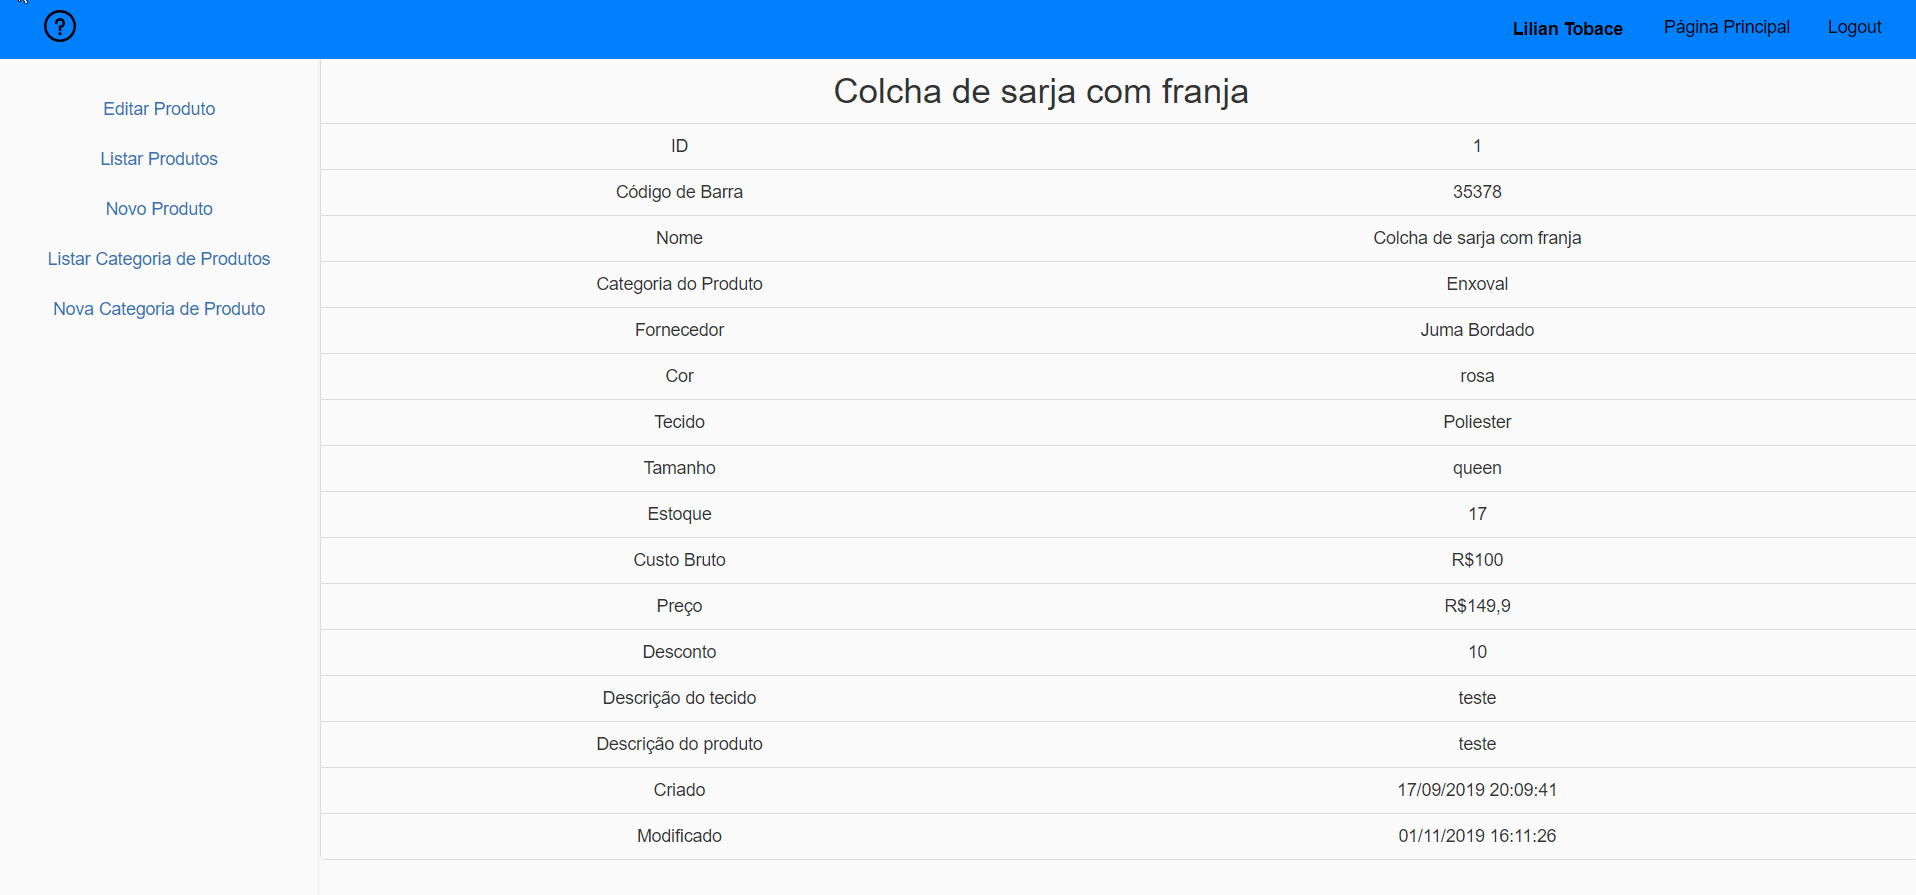 ?
Lilian Tobace Página Principal Logout
Editar Produto
Listar Produtos
Novo Produto
Listar Categoria de Produtos
Nova Categoria de Produto
Colcha de sarja com franja
ID 1
Código de Barra 35378
Nome Colcha de sarja com franja
Categoria do Produto Enxoval
Fornecedor Juma Bordado
Cor rosa
Tecido Poliester
Tamanho queen
Estoque 17
Custo Bruto R$100
Preço R$149,9
Desconto 10
Descrição do tecido teste
Descrição do produto teste
Criado 17/09/2019 20:09:41
Modificado 01/11/2019 16:11:26